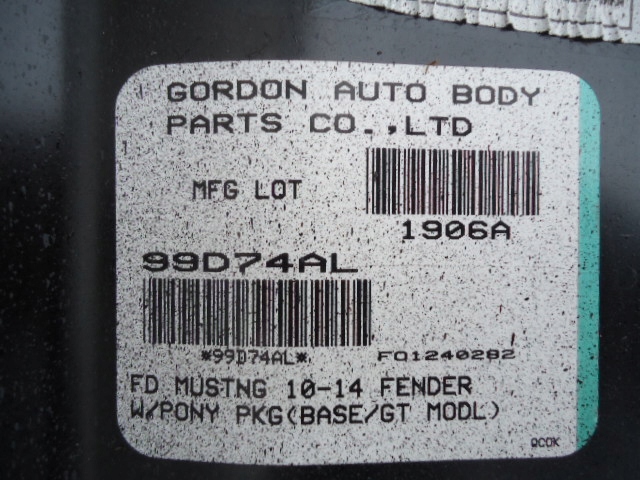 GORDON AUTO BODY
PARTS CO.,LTD
MFG LOT
1906A
99D74AL
*99D74AL*
FO1240282
FD MUSTNG 10-14 FENDER
W/PONY PKG(BASE/GT MODL)
QCOK